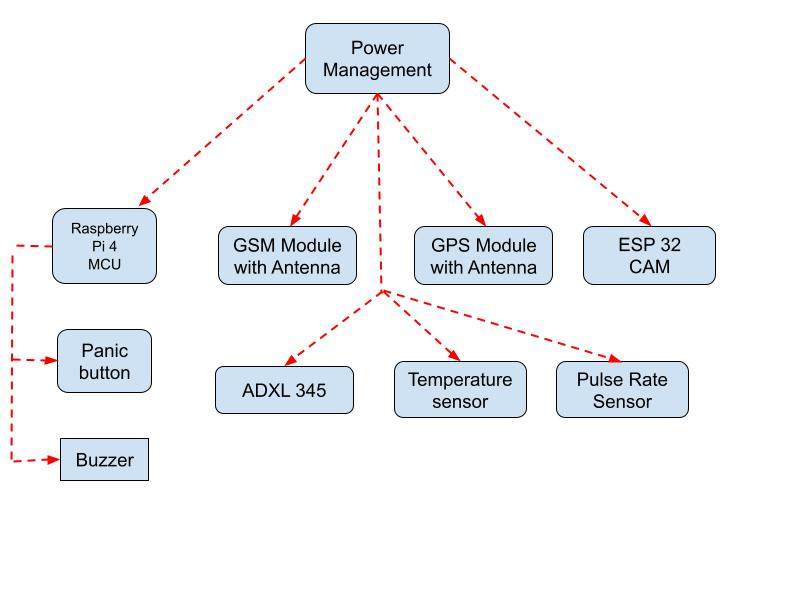 Power
Management
Raspberry
Pi 4
MCU
GSM Module
with Antenna
GPS Module
with Antenna
ESP 32
CAM
Panic
button
ADXL 345
Temperature
sensor
Pulse Rate
Sensor
Buzzer